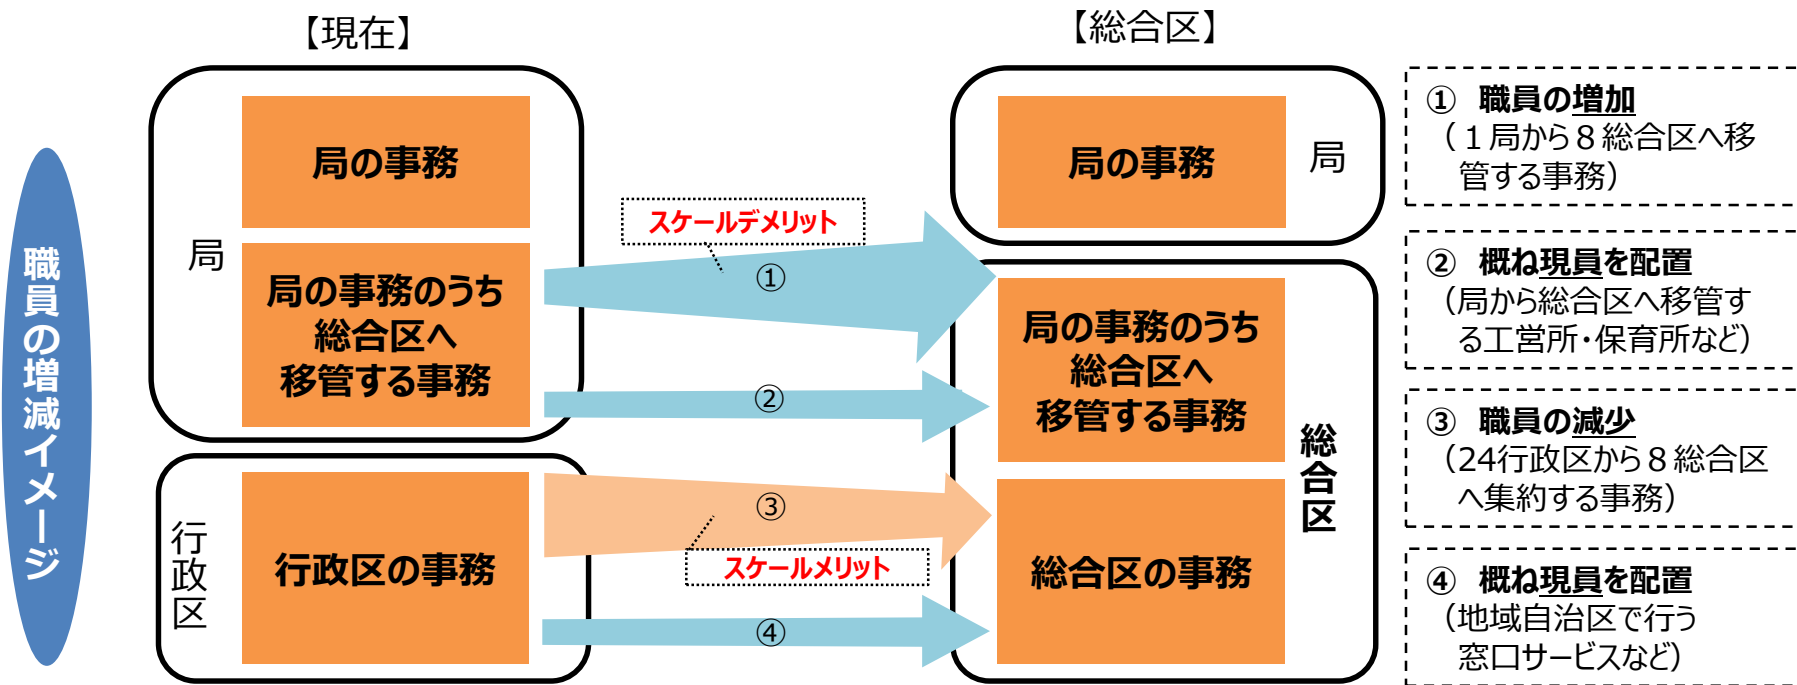 職員の増減イメージ
【現在】
局
局の事務
局の事務のうち
総合区へ
移管する事務
行政区
行政区の事務
スケールデメリット
①
②
③
スケールメリット
④
【総合区】
局の事務
局
局の事務のうち
総合区へ
移管する事務
総合区の事務
総合区
① 職員の増加
（１局から８総合区へ移
管する事務）
② 概ね現員を配置
（局から総合区へ移管す
る工営所・保育所など）
③ 職員の減少
（24行政区から８総合区
へ集約する事務）
④ 概ね現員を配置
（地域自治区で行う
窓口サービスなど）